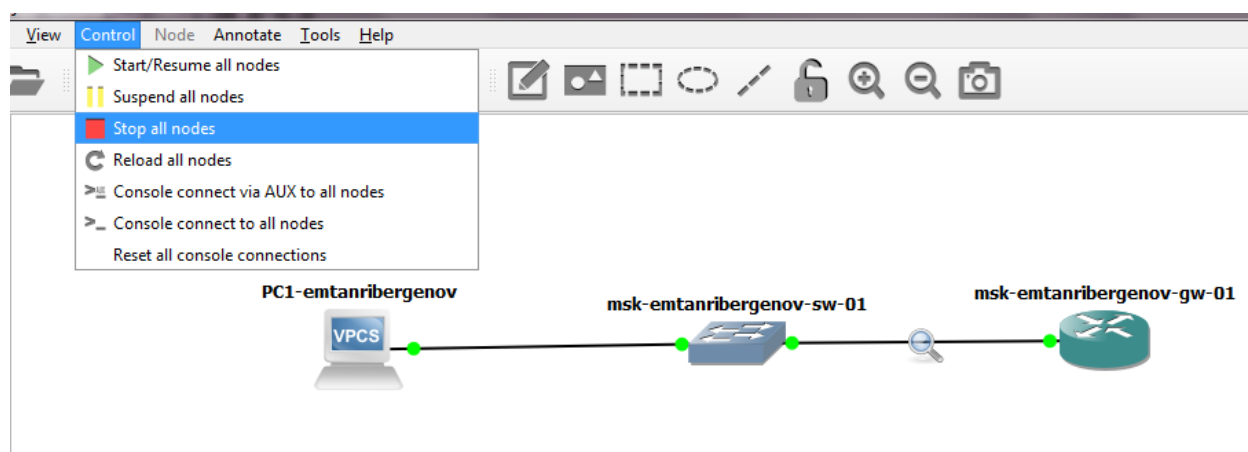 View Control Node Annotate Tools Help
Start/Resume all nodes
Suspend all nodes
Stop all nodes
Reload all nodes
Console connect via AUX to all nodes
Console connect to all nodes
Reset all console connections
PC1-emtanribergenov
msk-emtanribergenov-sw-01
msk-emtanribergenov-gw-01
VPCS